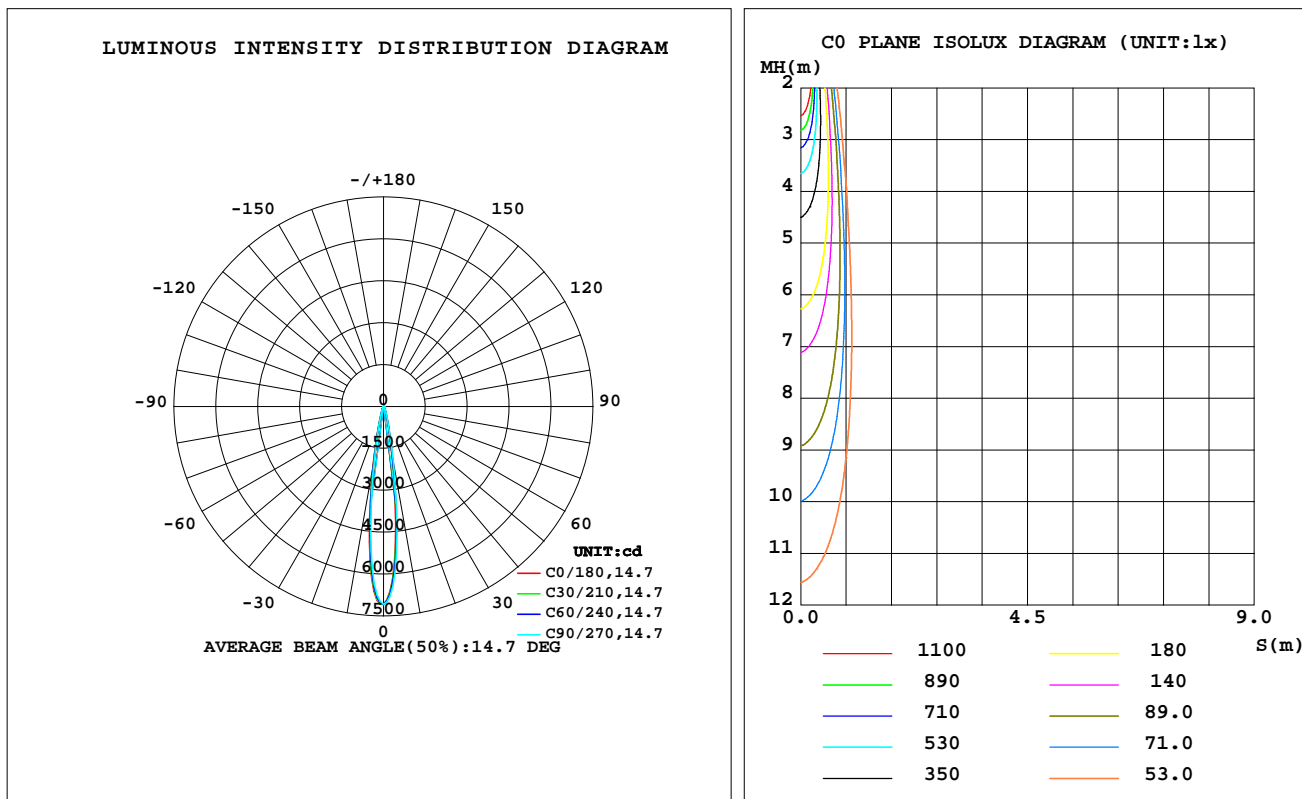 LUMINOUS INTENSITY DISTRIBUTION DIAGRAM
-/+180
-150 150
-120 120
-90 0 90
1500
3000
-60 4500 60
6000
-30 7500 30
0
UNIT:cd
C0/180,14.7
C30/210,14.7
C60/240,14.7
C90/270,14.7
AVERAGE BEAM ANGLE(50%):14.7 DEG
C0 PLANE ISOLUX DIAGRAM (UNIT:lx)
MH(m)
2
3
4
5
6
7
8
9
10
11
12
0.0 4.5 9.0
S(m)
1100 180
890 140
710 89.0
530 71.0
350 53.0